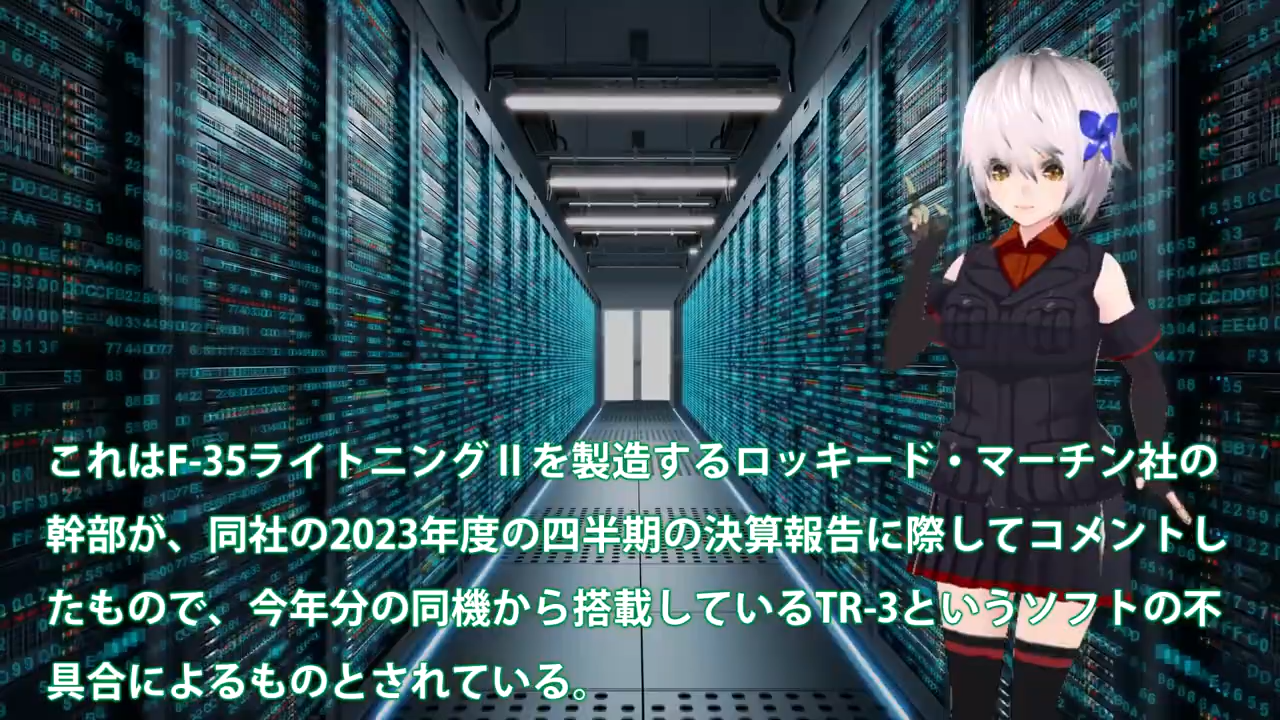 これはF-35ライトニングⅡを製造するロッキード・マーチン社の
幹部が、同社の2023年度の四半期の決算報告に際してコメントし
たもので、今年分の同機から搭載しているTR-3というソフトの不
具合によるものとされている。